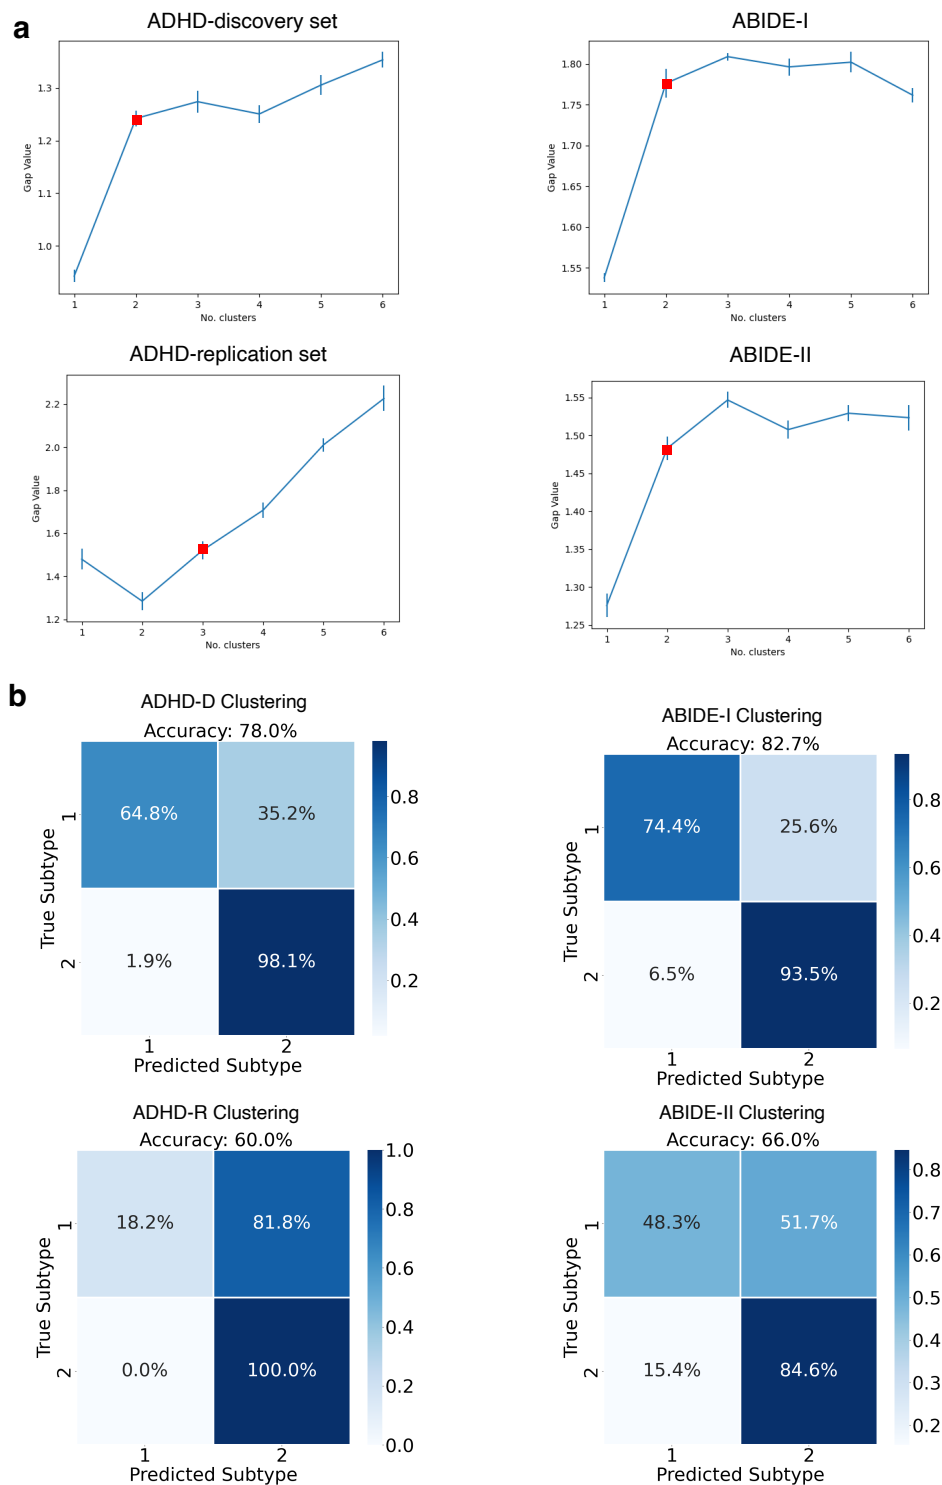 a
ADHD-discovery set
Gap Value
1.3
1.2
1.1
1.0
1 2 3 4 5 6
No. clusters
ABIDE-I
Gap Value
1.80
1.75
1.70
1.65
1.60
1.55
1 2 3 4 5 6
No. clusters
ADHD-replication set
Gap Value
2.2
2.0
1.8
1.6
1.4
1.2
1 2 3 4 5 6
No. clusters
ABIDE-II
Gap Value
1.55
1.50
1.45
1.40
1.35
1.30
1.25
1 2 3 4 5 6
No. clusters
b
ADHD-D Clustering
Accuracy: 78.0%
True Subtype
1
64.8% 35.2%
2
1.9% 98.1%
1 2
Predicted Subtype
0.8
0.6
0.4
0.2
ABIDE-I Clustering
Accuracy: 82.7%
True Subtype
1
74.4% 25.6%
2
6.5% 93.5%
1 2
Predicted Subtype
0.8
0.6
0.4
0.2
ADHD-R Clustering
Accuracy: 60.0%
True Subtype
1
18.2% 81.8%
2
0.0% 100.0%
1 2
Predicted Subtype
1.0
0.8
0.6
0.4
0.2
0.0
ABIDE-II Clustering
Accuracy: 66.0%
True Subtype
1
48.3% 51.7%
2
15.4% 84.6%
1 2
Predicted Subtype
0.8
0.7
0.6
0.5
0.4
0.3
0.2